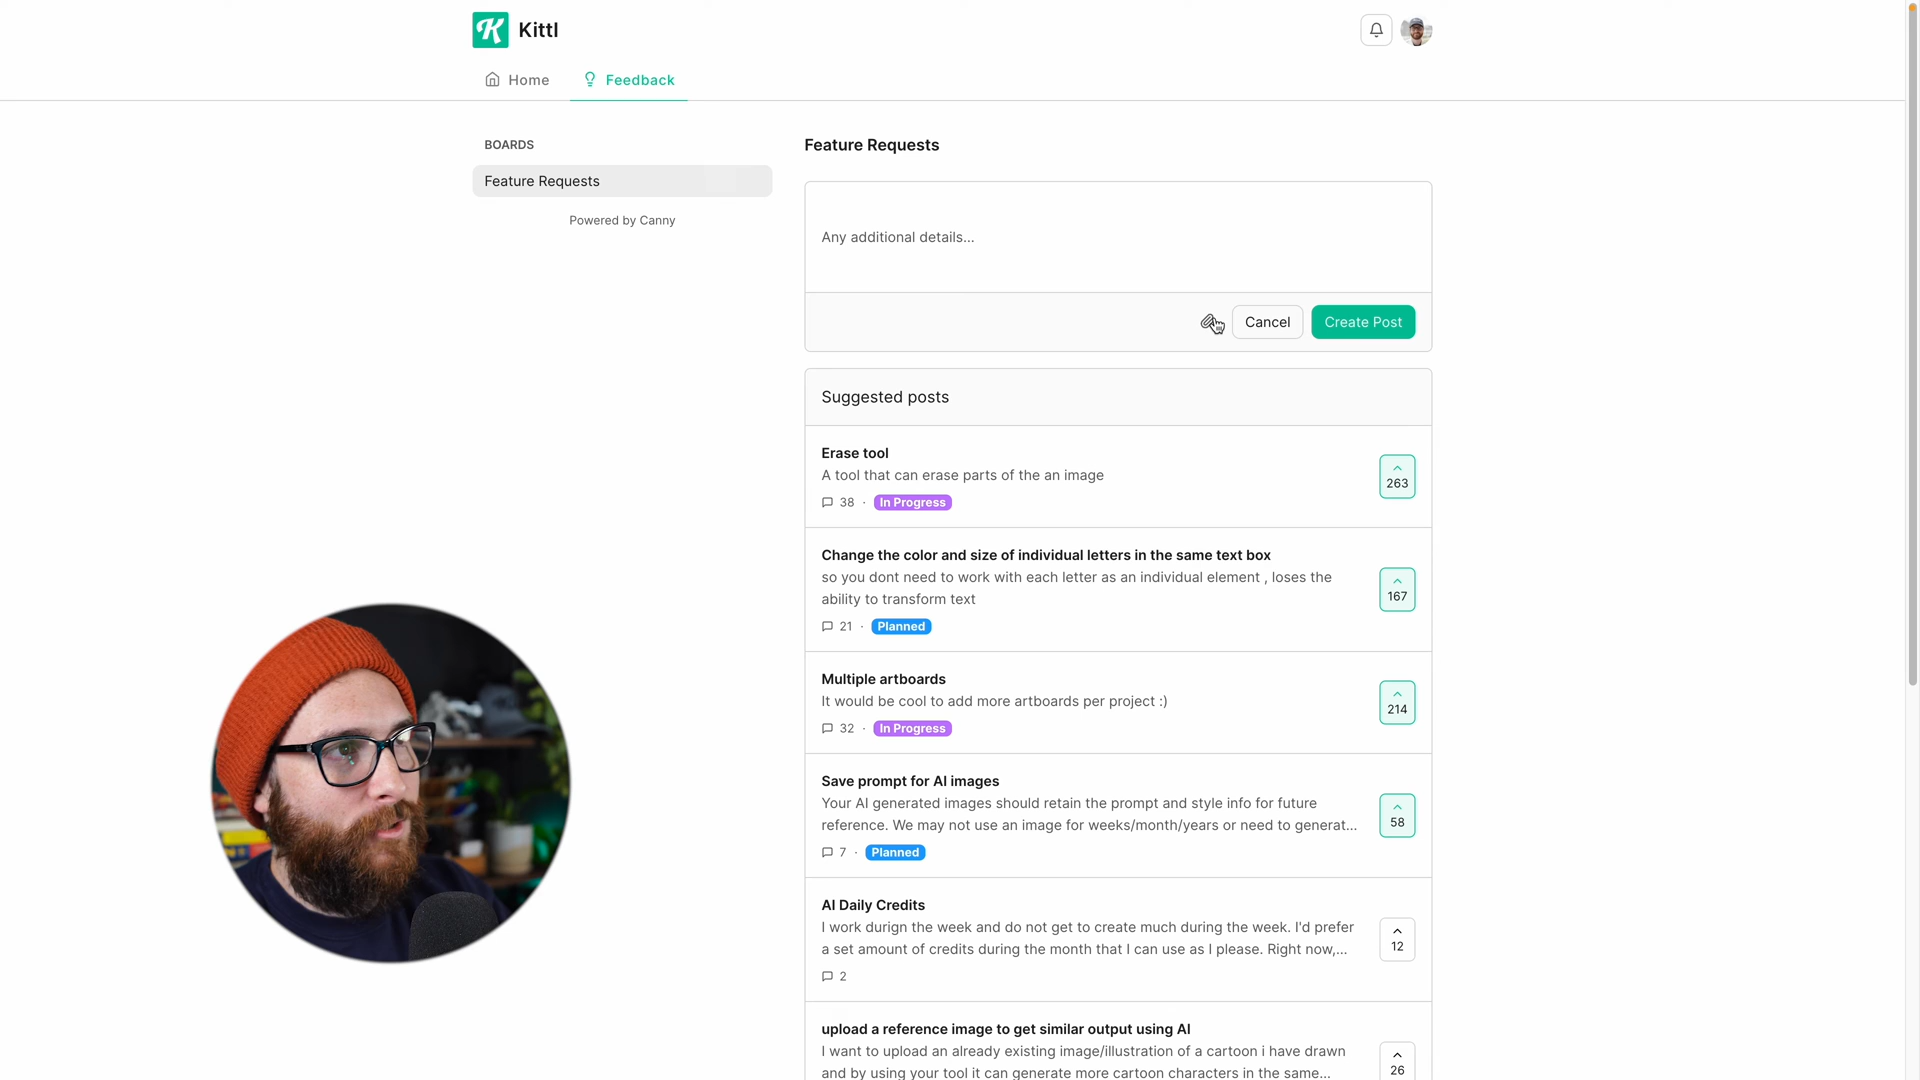 Kittl
Home
Feedback
BOARDS
Feature Requests
Powered by Canny
Feature Requests
Any additional details...
Cancel
Create Post
Suggested posts
Erase tool
A tool that can erase parts of the an image
38 · In Progress
263
Change the color and size of individual letters in the same text box
so you dont need to work with each letter as an individual element , loses the
ability to transform text
21 · Planned
167
Multiple artboards
It would be cool to add more artboards per project :)
32 · In Progress
214
Save prompt for AI images
Your AI generated images should retain the prompt and style info for future
reference. We may not use an image for weeks/month/years or need to generat...
7 · Planned
58
AI Daily Credits
I work durign the week and do not get to create much during the week. I'd prefer
a set amount of credits during the month that I can use as I please. Right now,...
2
12
upload a reference image to get similar output using AI
I want to upload an already existing image/illustration of a cartoon i have drawn
and by using your tool it can generate more cartoon characters in the same...
26